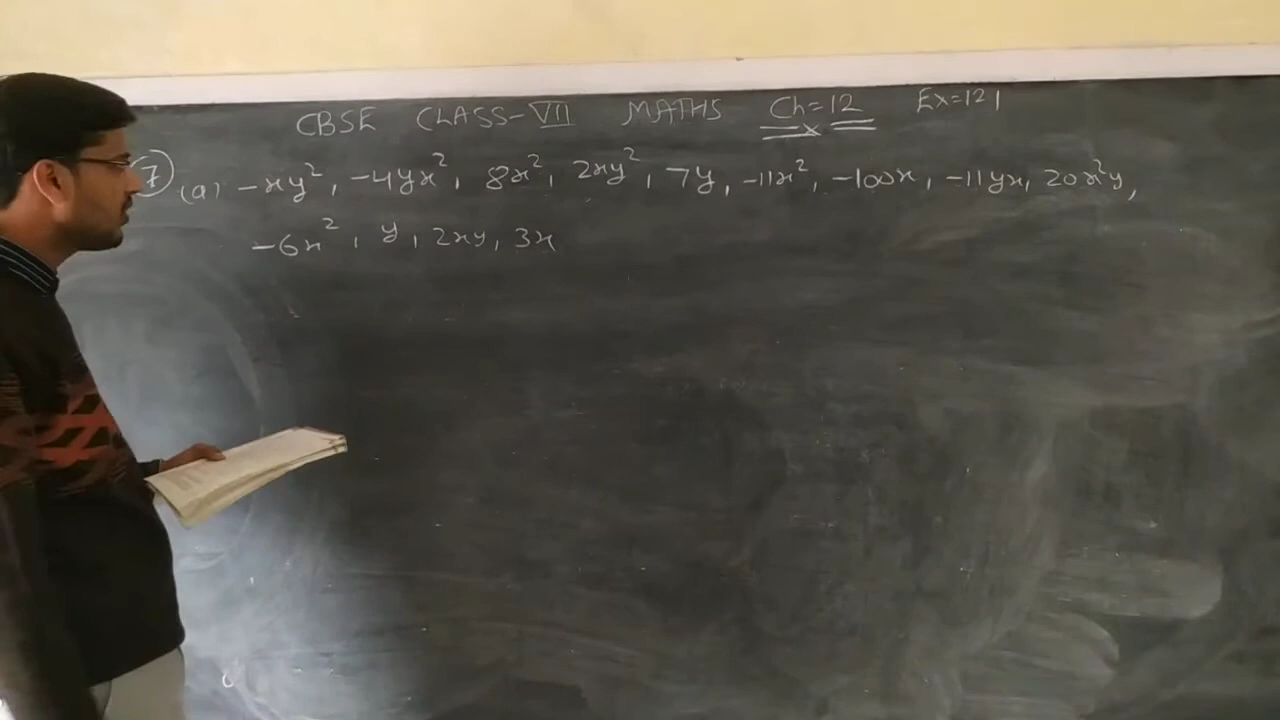 CBSE CLASS-VII MATHS Ch=12 Ex=12.1
7 (a) -xy², -4yx², 8x², 2xy², 7y, -11x², -100x, -11yx, 20x²y,
-6x², y, 2xy, 3x